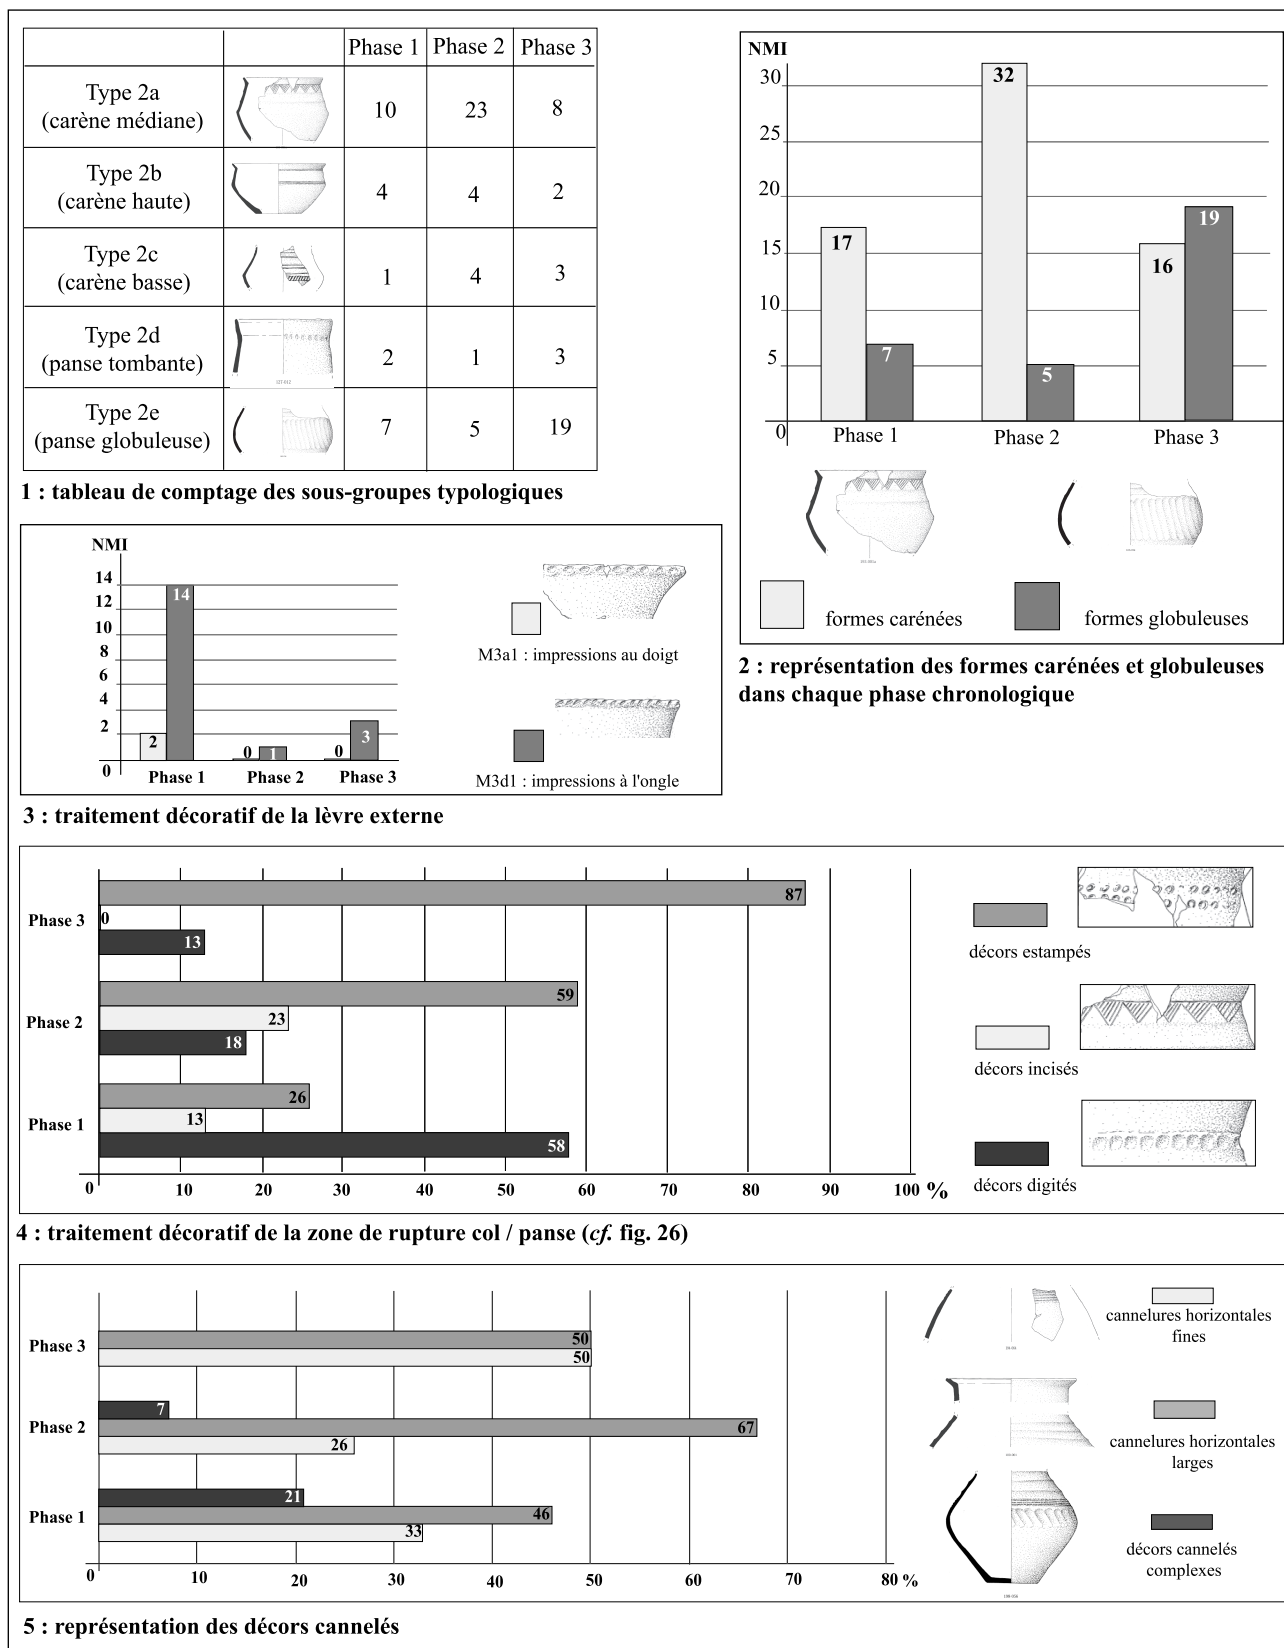 Phase 1 Phase 2 Phase 3
Type 2a
(carène médiane)
10 23 8
Type 2b
(carène haute)
4 4 2
Type 2c
(carène basse)
1 4 3
Type 2d
(panse tombante)
2 1 3
Type 2e
(panse globuleuse)
7 5 19
1 : tableau de comptage des sous-groupes typologiques
NMI
30
25
20
15
10
5
0
17
7
32
5
16
19
Phase 1 Phase 2 Phase 3
formes carénées
formes globuleuses
2 : représentation des formes carénées et globuleuses
dans chaque phase chronologique
NMI
14
12
10
8
6
4
2
0
2
14
0
1
0
3
Phase 1 Phase 2 Phase 3
M3a1 : impressions au doigt
M3d1 : impressions à l'ongle
3 : traitement décoratif de la lèvre externe
Phase 3
87
0
13
Phase 2
59
23
18
Phase 1
26
13
58
0 10 20 30 40 50 60 70 80 90 100 %
décors estampés
décors incisés
décors digités
4 : traitement décoratif de la zone de rupture col / panse (cf. fig. 26)
Phase 3
50
50
Phase 2
7
67
26
Phase 1
21
46
33
0 10 20 30 40 50 60 70 80 %
cannelures horizontales
fines
cannelures horizontales
larges
décors cannelés
complexes
5 : représentation des décors cannelés